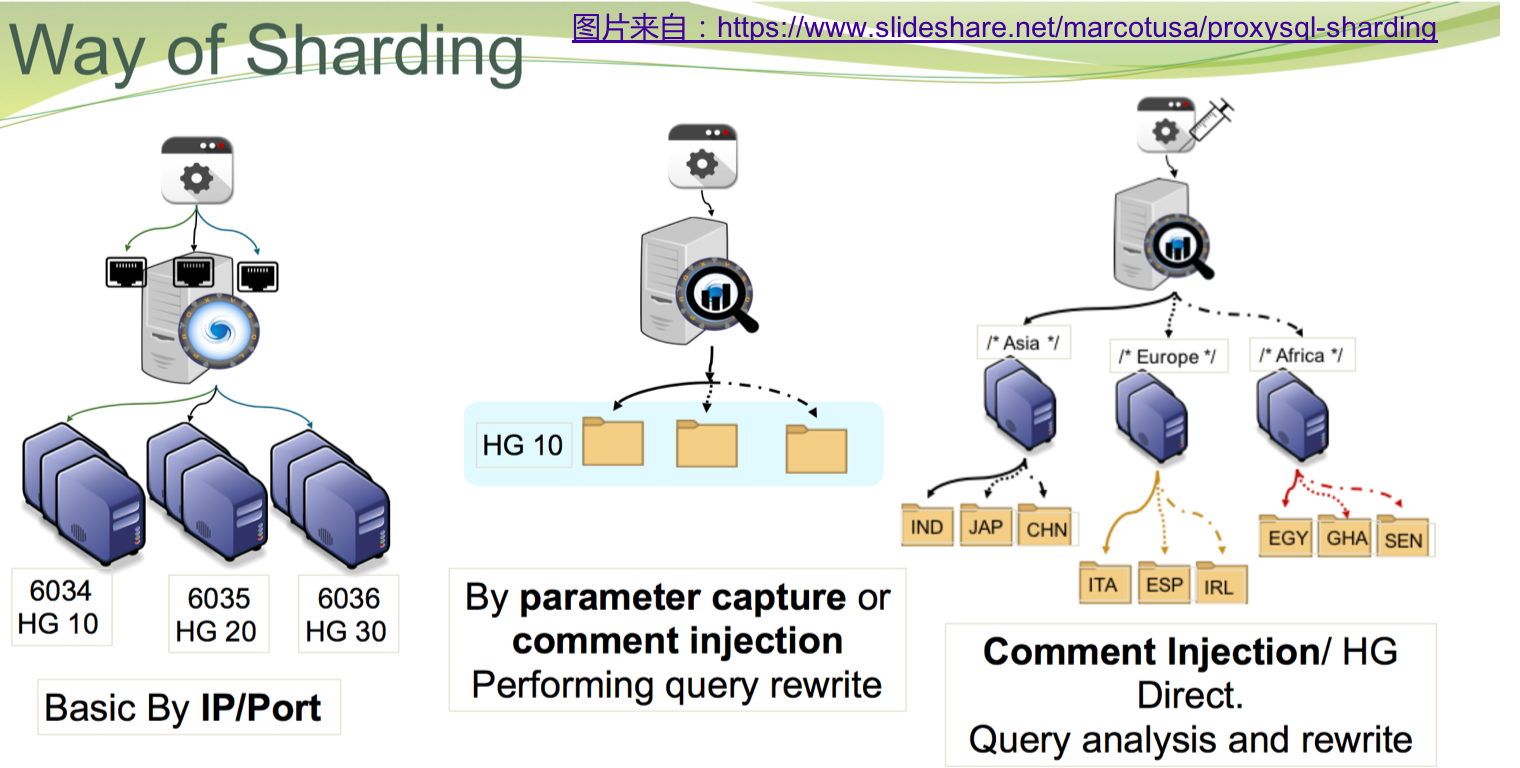 Way of Sharding
图片来自：https://www.slideshare.net/marcotusa/proxysql-sharding
6034
HG 10
6035
HG 20
6036
HG 30
Basic By IP/Port
HG 10
By parameter capture or
comment injection
Performing query rewrite
/* Asia */
/* Europe */
/* Africa */
IND
JAP
CHN
ITA
ESP
IRL
EGY
GHA
SEN
Comment Injection/ HG
Direct.
Query analysis and rewrite